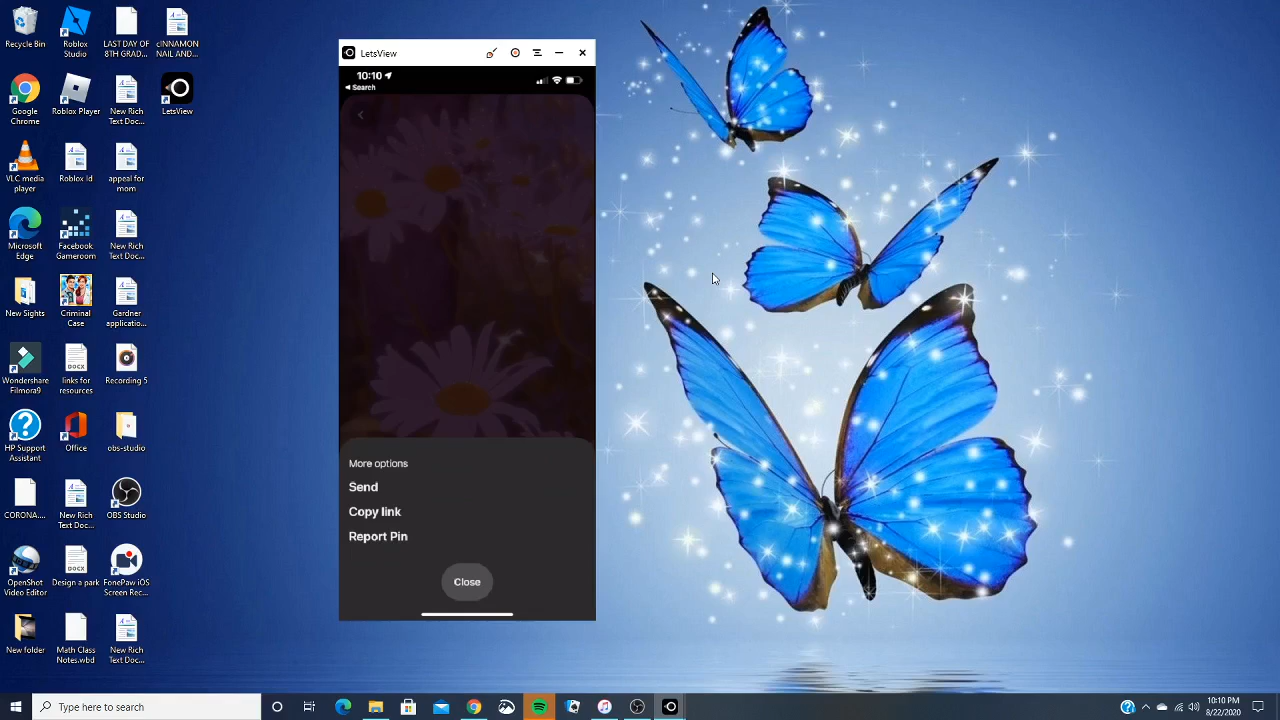 Recycle Bin
Roblox
LAST DAY OF
8TH GRAD...
cINNAMON
NAIL AND...
Google
Chrome
Roblox Player
New Rich
Text Doc...
LetsView
VLC media
player
Roblox Id
appeal for
mom
Microsoft
Edge
Facebook
Gameroom
New Rich
Text Doc...
New Sights
Criminal
Case
Gardner
applicatio...
Wondershare
Filmora9
links for
resources
Recording 5
HP Support
Assistant
Office
obs-studio
CORONA....
New Rich
Text Doc...
OBS Studio
OpenShot
Video Editor
Design a park
FonePaw iOS
Screen Rec...
New folder
Math Class
Notes.wbd
New Rich
Text Doc...
LetsView
10:10
Search
More options
Send
Copy link
Report Pin
Close
Type here to search
10:10 PM
8/22/2020